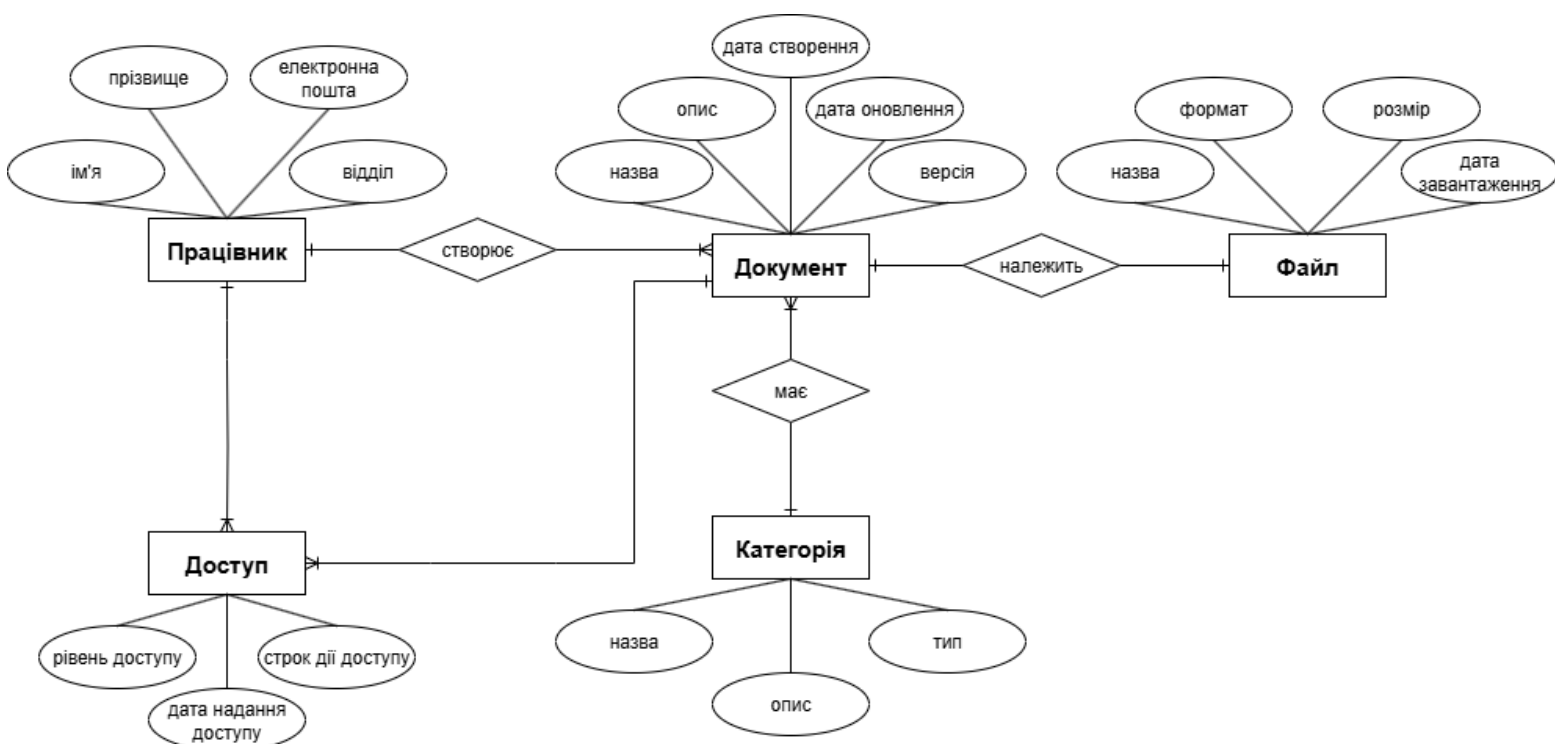 дата створення
прізвище
електронна
пошта
опис
дата оновлення
формат
розмір
ім'я
відділ
назва
версія
назва
дата
завантаження
Працівник
створює
Документ
належить
Файл
має
Доступ
Категорія
рівень доступу
строк дії доступу
назва
тип
дата надання
доступу
опис